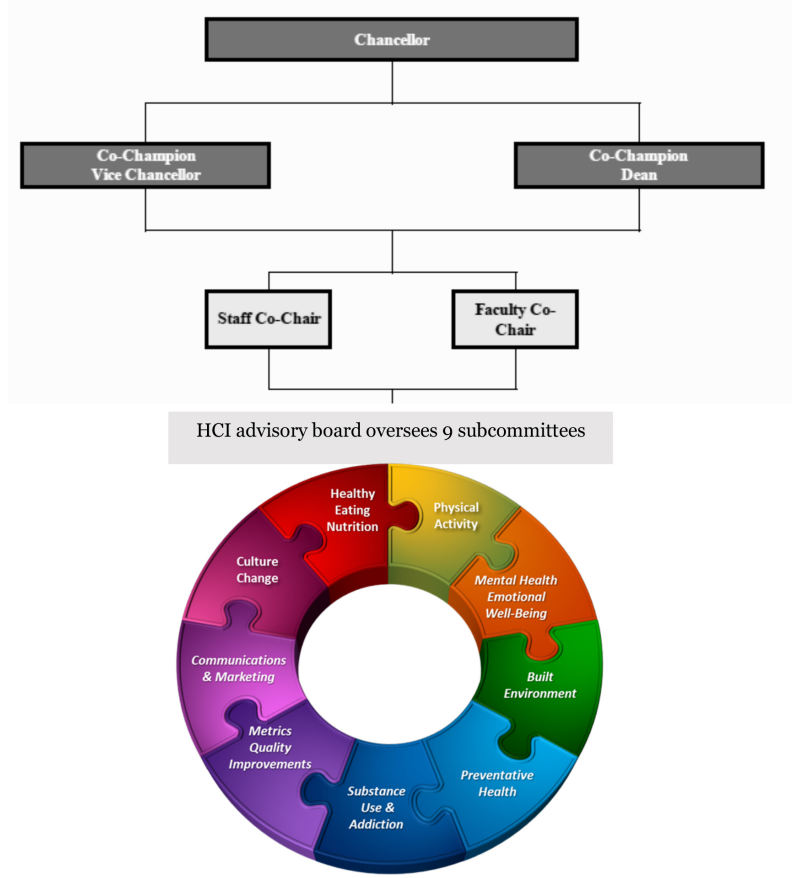 Chancellor
Co-Champion
Vice Chancellor
Co-Champion
Dean
Staff Co-Chair
Faculty Co-
Chair
HCI advisory board oversees 9 subcommittees
Healthy
Eating
Nutrition
Physical
Activity
Mental Health
Emotional
Well-Being
Built
Environment
Preventative
Health
Substance
Use &
Addiction
Metrics
Quality
Improvements
Communications
& Marketing
Culture
Change